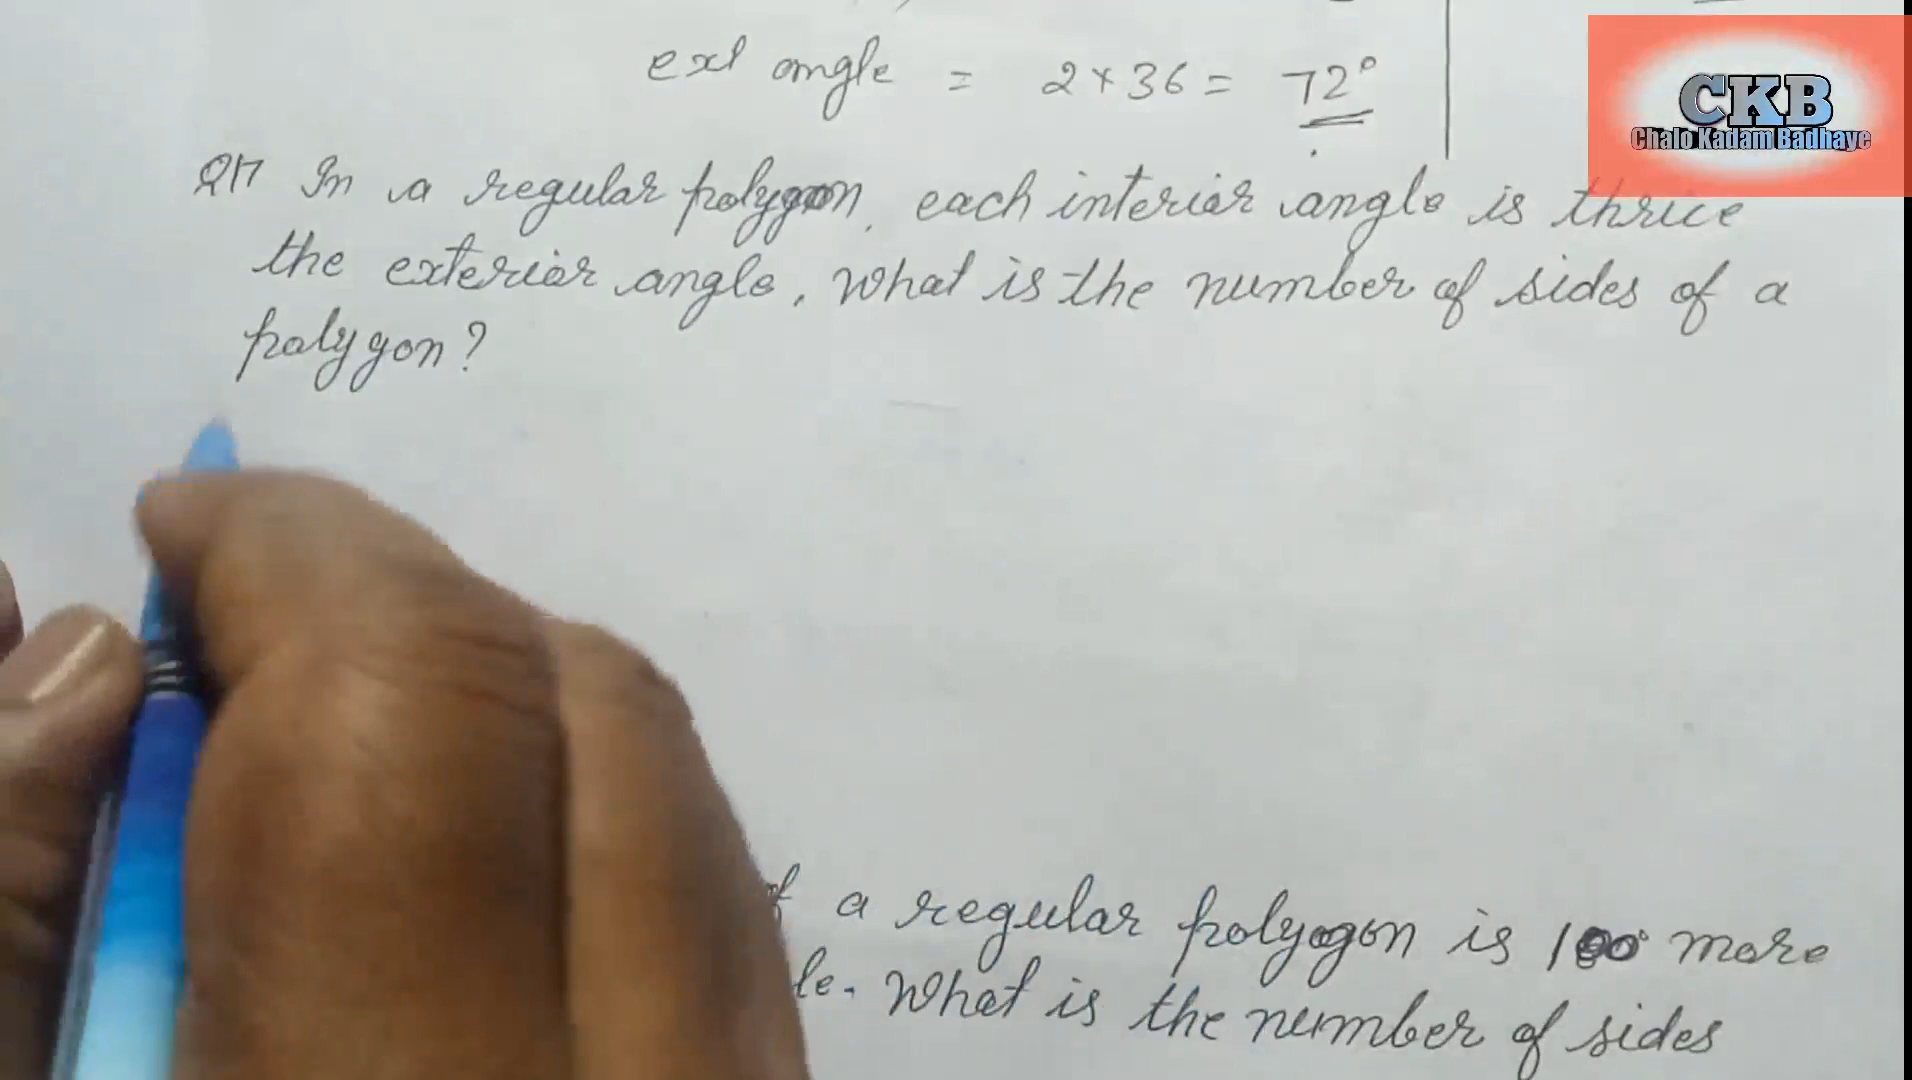 ext angle = 2×36 = 72°
CKB
Chalo Kadam Badhaye
Q17 In a regular polygon, each interior angle is thrice
the exterior angle, what is the number of sides of a
polygon?
of a regular polyogon is 100° more
le. What is the number of sides